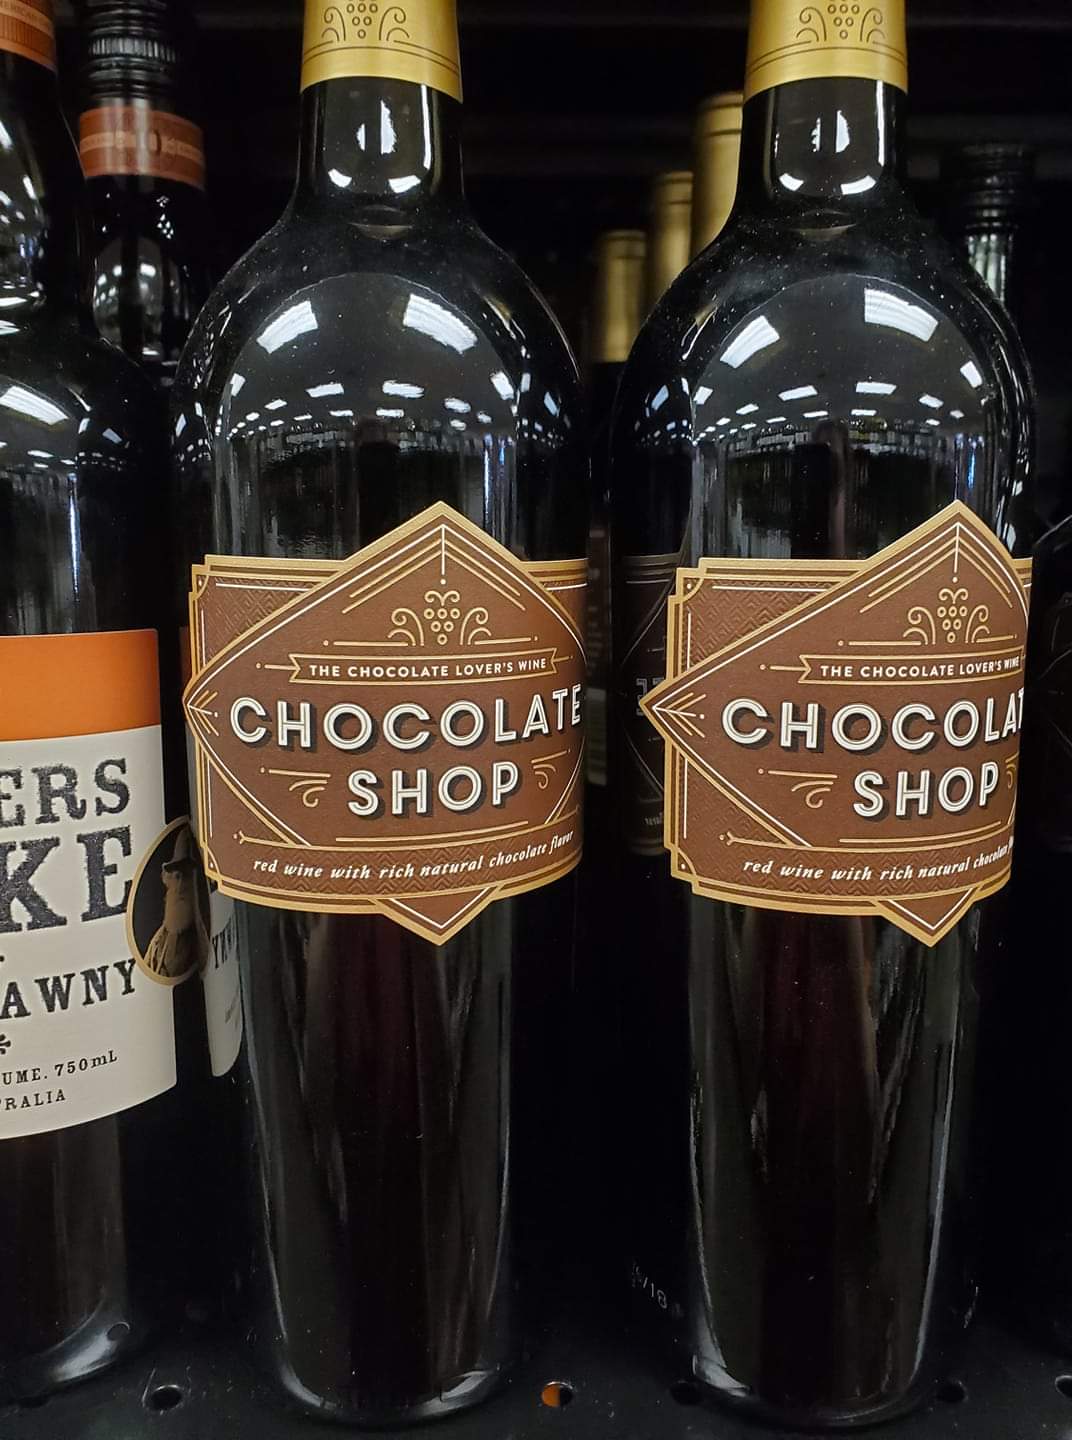 ERS
KE
AWNY
UME. 750mL
RALIA
10
THE CHOCOLATE LOVER'S WINE
CHOCOLATE
SHOP
red wine with rich natural chocolate flavor
THE CHOCOLATE LOVER'S WINE
CHOCOLAT
SHOP
red wine with rich natural chocolate